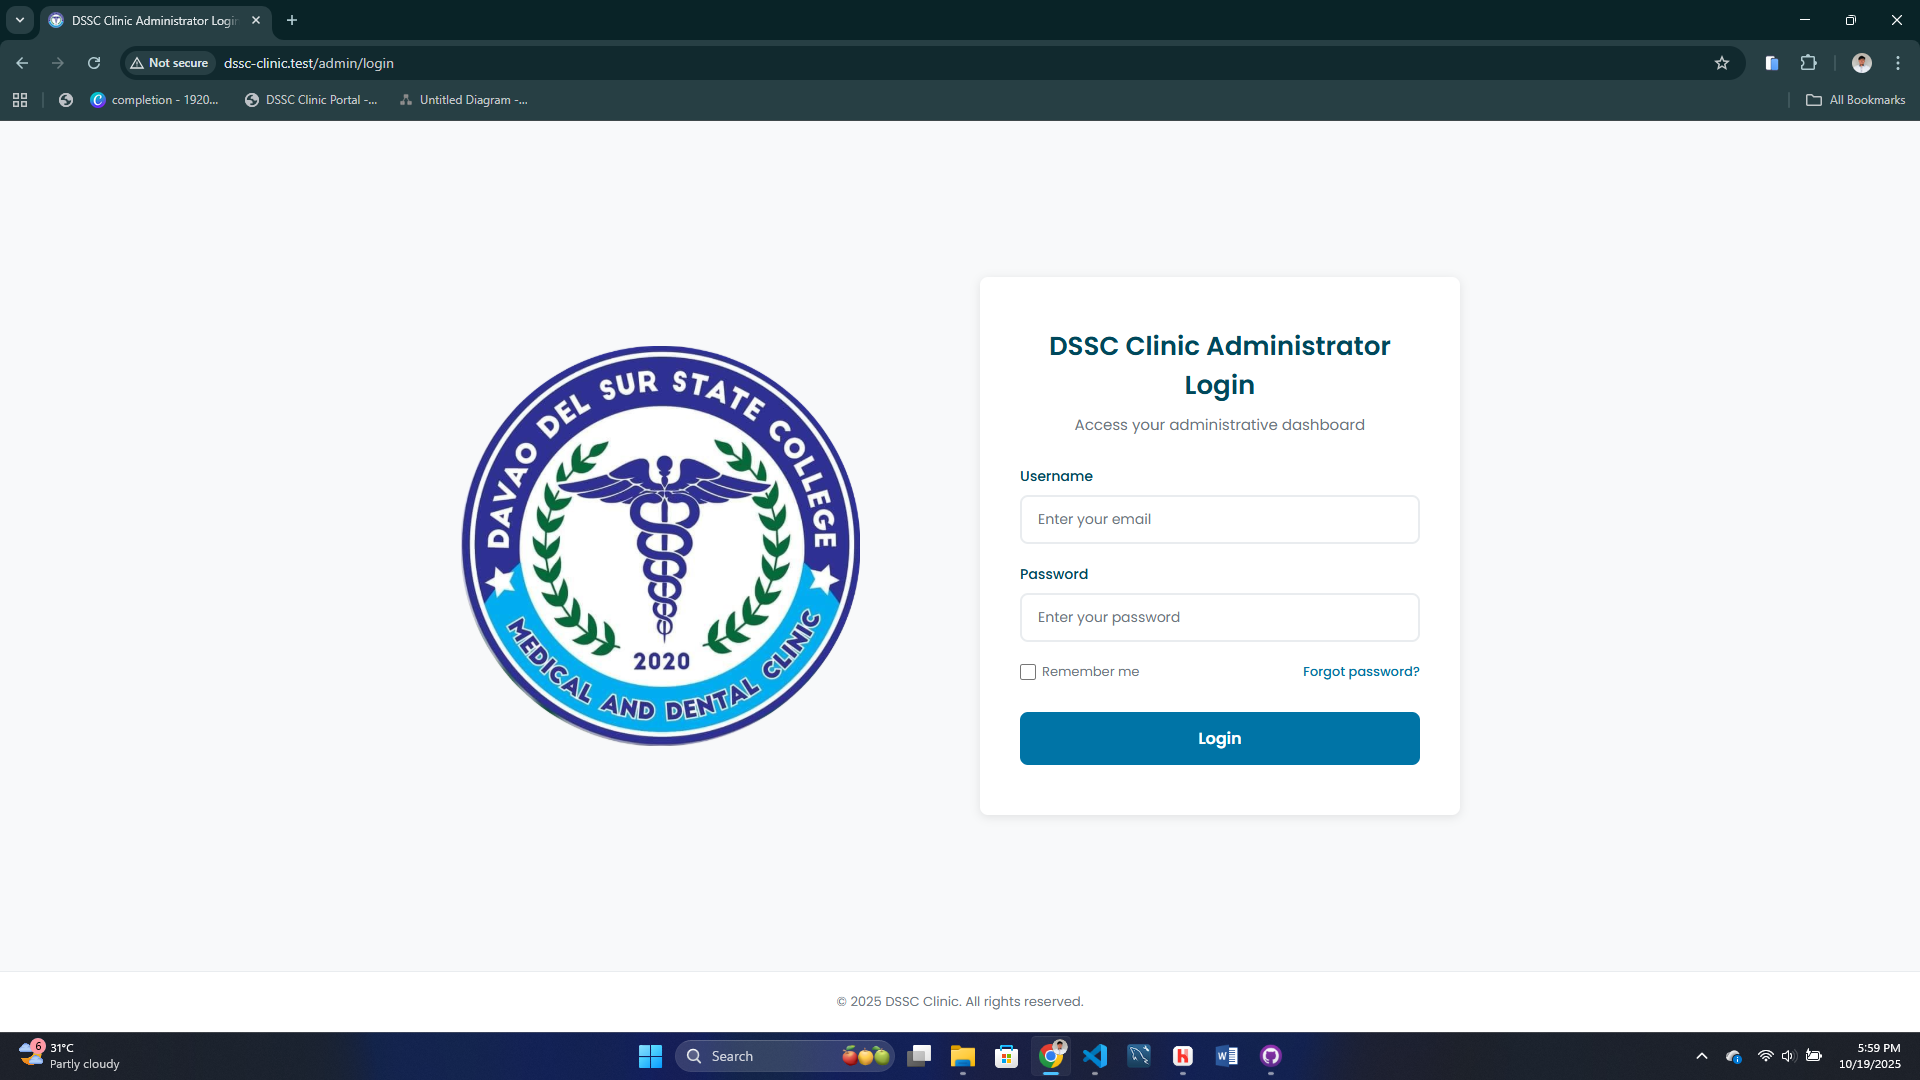 DSSC Clinic Administrator Login
Not secure
dssc-clinic.test/admin/login
completion - 1920...
DSSC Clinic Portal -...
Untitled Diagram -...
All Bookmarks
DAVAO DEL SUR STATE COLLEGE
2020
MEDICAL AND DENTAL CLINIC
DSSC Clinic Administrator
Login
Access your administrative dashboard
Username
Enter your email
Password
Enter your password
Remember me
Forgot password?
Login
© 2025 DSSC Clinic. All rights reserved.
6
31°C
Partly cloudy
Search
5:59 PM
10/19/2025